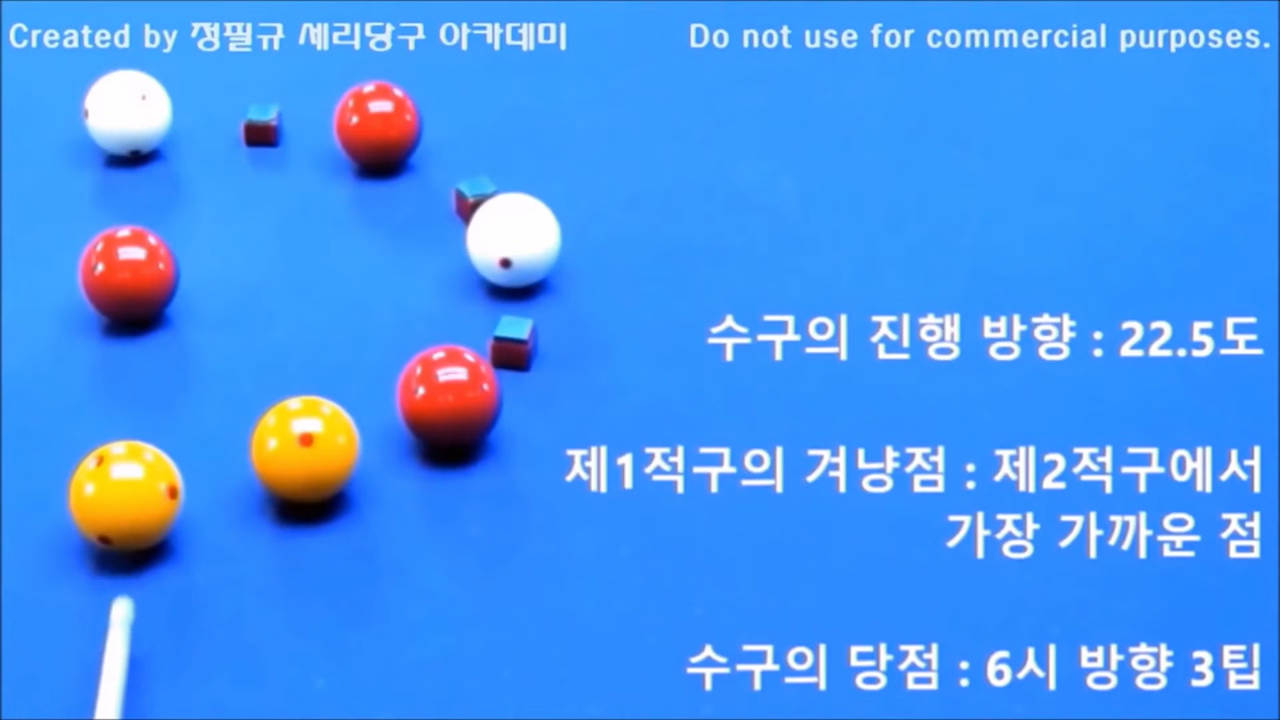 Created by 정필규 세리당구 아카데미
Do not use for commercial purposes.
수구의 진행 방향 : 22.5도
제1적구의 겨냥점 : 제2적구에서
가장 가까운 점
수구의 당점 : 6시 방향 3팁